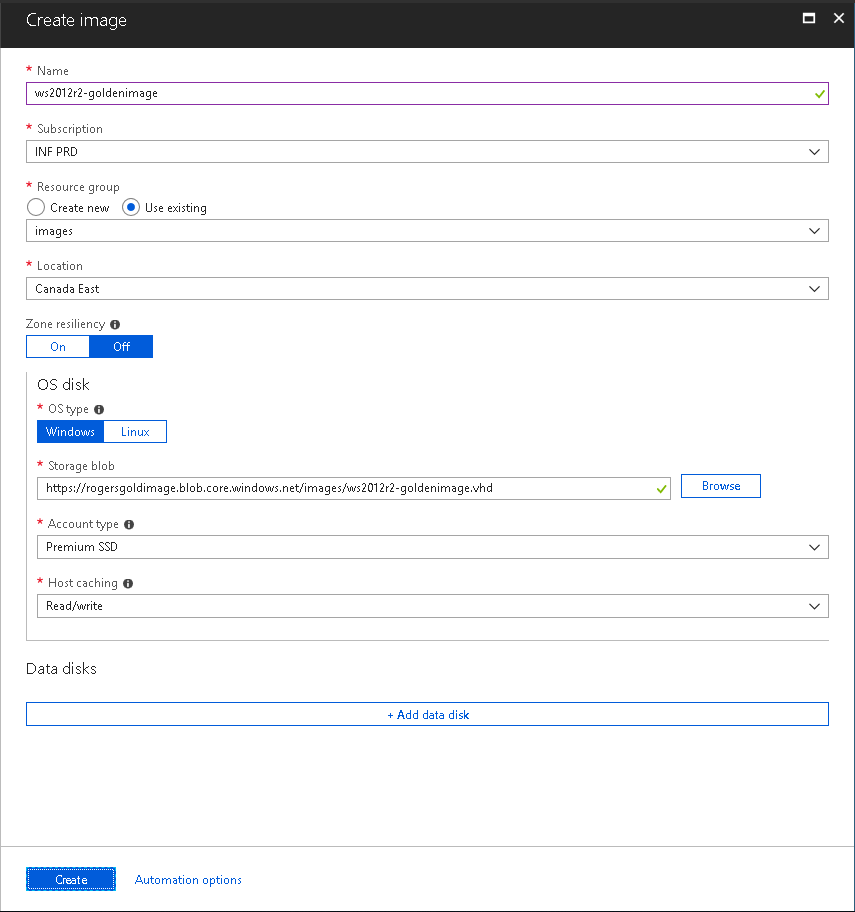 Create image
* Name
ws2012r2-goldenimage
* Subscription
INF PRD
* Resource group
Create new Use existing
images
* Location
Canada East
Zone resiliency
On Off
OS disk
* OS type
Windows Linux
* Storage blob
https://rogersgoldimage.blob.core.windows.net/images/ws2012r2-goldenimage.vhd Browse
* Account type
Premium SSD
* Host caching
Read/write
Data disks
+ Add data disk
Create Automation options